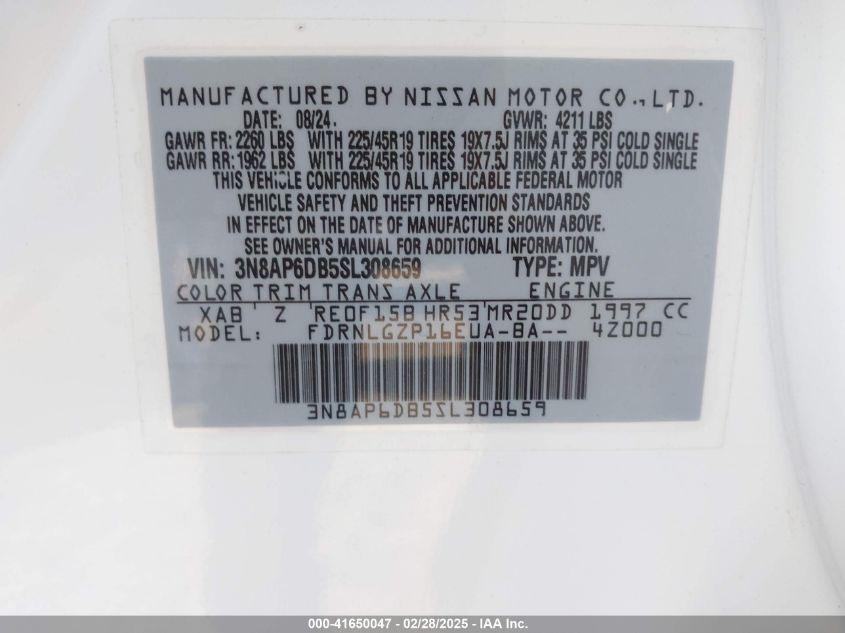 MANUFACTURED BY NISSAN MOTOR CO., LTD.
DATE: 08/24. GVWR: 4211 LBS
GAWR FR: 2260 LBS WITH 225/45R19 TIRES 19X7.5J RIMS AT 35 PSI COLD SINGLE
GAWR RR: 1962 LBS WITH 225/45R19 TIRES 19X7.5J RIMS AT 35 PSI COLD SINGLE
THIS VEHICLE CONFORMS TO ALL APPLICABLE FEDERAL MOTOR
VEHICLE SAFETY AND THEFT PREVENTION STANDARDS
IN EFFECT ON THE DATE OF MANUFACTURE SHOWN ABOVE.
SEE OWNER'S MANUAL FOR ADDITIONAL INFORMATION
VIN: 3N8AP6DB5SL308659 TYPE: MPV
COLOR TRIM TRANS AXLE ENGINE
XAB Z RE0F15B HR53 MR20DD 1997 CC
MODEL: FDRNLGZP16EUA-BA-- 4Z000
3N8AP6DB5SL308659
000-41650047 / 02/28/2025 - IAA Inc.